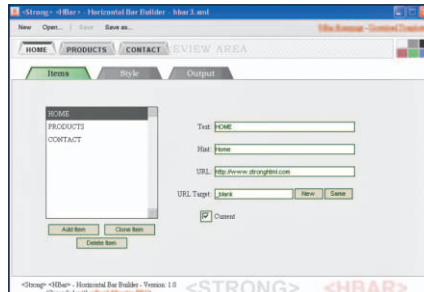 <Strong> <HBar> - Horizontal Bar Builder - hbar3.xml
New Open... Save Save as...
HOME PRODUCTS CONTACT EVIEW AREA
Items Style Output
HOME
PRODUCTS
CONTACT
Text: HOME
Hint: Home
URL: http://www.stronghtml.com
URL Target: _blank New Same
Current
Add Item Clone Item
Delete Item
<Strong> <HBar> - Horizontal Bar Builder - Version: 1.0
<STRONG> <HBAR>